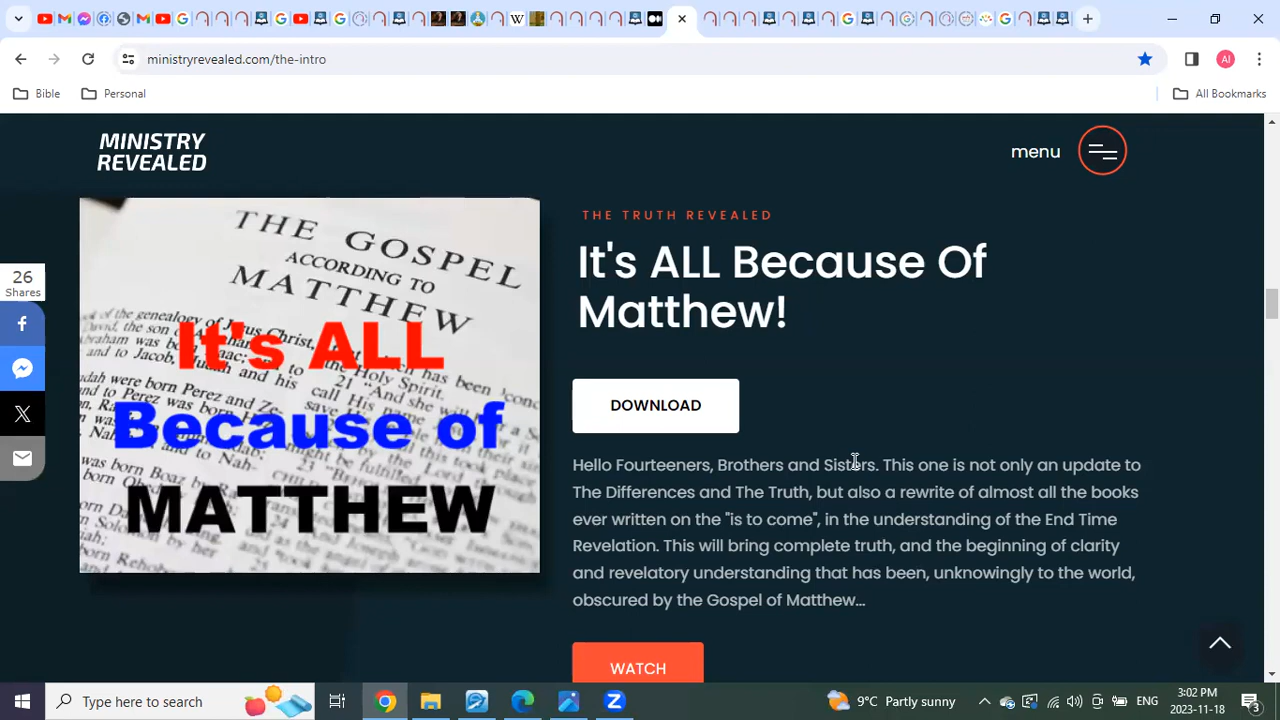 ministryrevealed.com/the-intro
Bible
Personal
All Bookmarks
MINISTRY
REVEALED
menu
26
Shares
THE GOSPEL
ACCORDING TO
MATTHEW
It's ALL
Because of
MATTHEW
THE TRUTH REVEALED
It's ALL Because Of
Matthew!
DOWNLOAD
Hello Fourteeners, Brothers and Sisters. This one is not only an update to
The Differences and The Truth, but also a rewrite of almost all the books
ever written on the "is to come", in the understanding of the End Time
Revelation. This will bring complete truth, and the beginning of clarity
and revelatory understanding that has been, unknowingly to the world,
obscured by the Gospel of Matthew...
WATCH
Type here to search
9°C Partly sunny
ENG
3:02 PM
2023-11-18
3